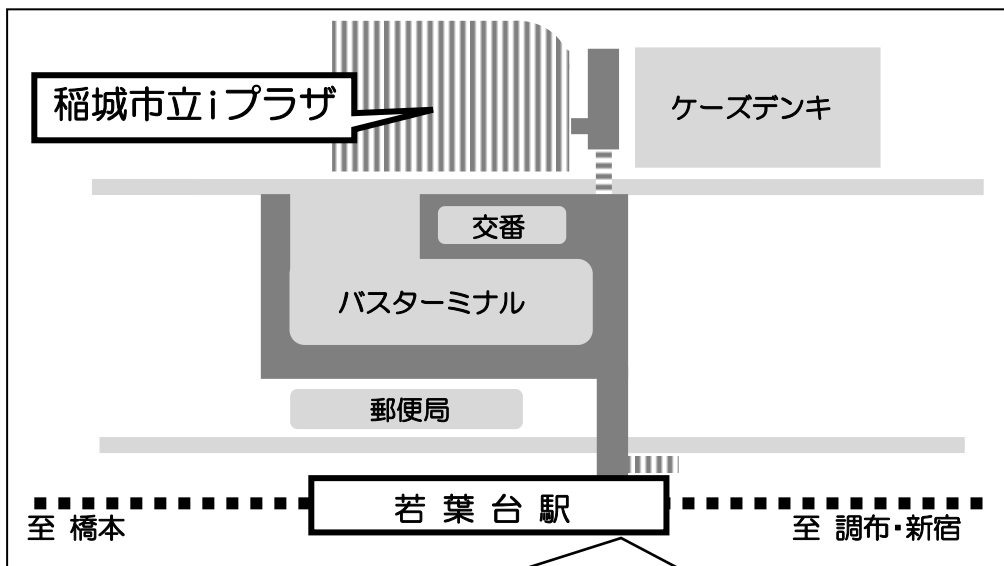 稲城市立iプラザ
ケーズデンキ
交番
バスターミナル
郵便局
若葉台駅
至 橋本
至 調布・新宿